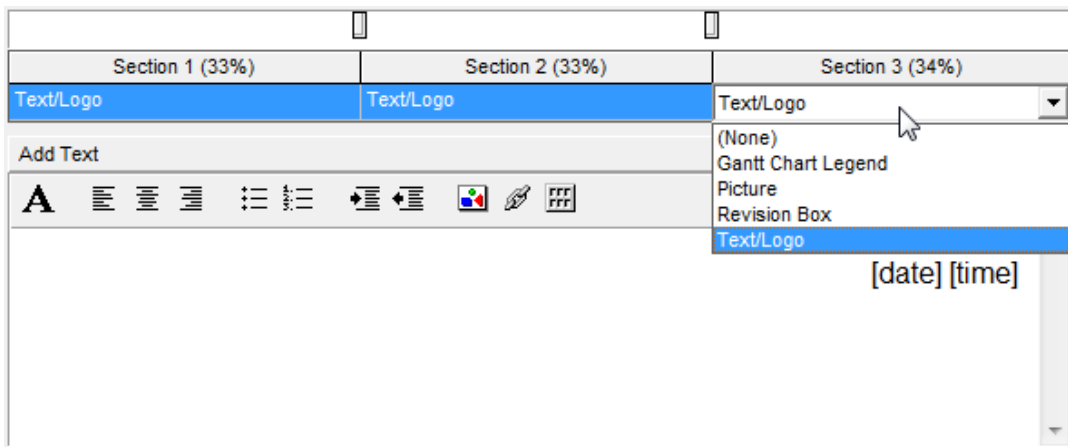 Section 1 (33%) Section 2 (33%) Section 3 (34%)
Text/Logo Text/Logo Text/Logo
(None)
Gantt Chart Legend
Picture
Revision Box
Text/Logo
Add Text
A
[date] [time]